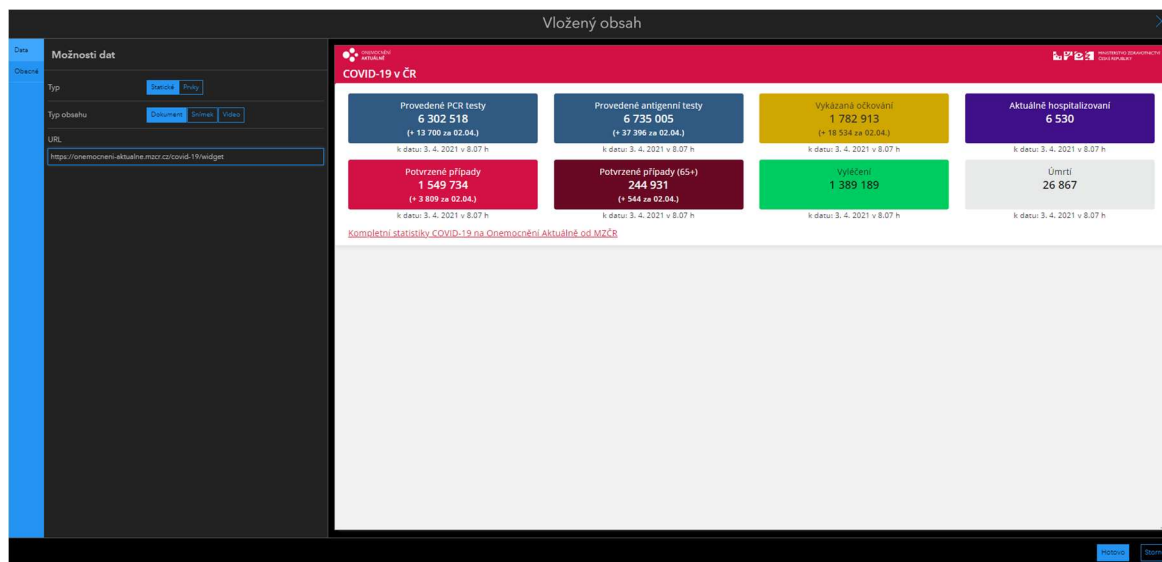 Vložený obsah
Data
Obecné
Možnosti dat
Typ
Statické Prvky
Typ obsahu
Dokument Snímek Video
URL
https://onemocneni-aktualne.mzcr.cz/covid-19/widget
ONEMOCNĚNÍ
AKTUÁLNĚ
MINISTERSTVO ZDRAVOTNICTVÍ
ČESKÉ REPUBLIKY
COVID-19 v ČR
Provedené PCR testy
6 302 518
(+ 13 700 za 02.04.)
k datu: 3. 4. 2021 v 8.07 h
Provedené antigenní testy
6 735 005
(+ 37 396 za 02.04.)
k datu: 3. 4. 2021 v 8.07 h
Vykázaná očkování
1 782 913
(+ 18 534 za 02.04.)
k datu: 3. 4. 2021 v 8.07 h
Aktuálně hospitalizovaní
6 530
k datu: 3. 4. 2021 v 8.07 h
Potvrzené případy
1 549 734
(+ 3 809 za 02.04.)
k datu: 3. 4. 2021 v 8.07 h
Potvrzené případy (65+)
244 931
(+ 544 za 02.04.)
k datu: 3. 4. 2021 v 8.07 h
Vyléčení
1 389 189
k datu: 3. 4. 2021 v 8.07 h
Úmrtí
26 867
k datu: 3. 4. 2021 v 8.07 h
Kompletní statistiky COVID-19 na Onemocnění Aktuálně od MZČR
Hotovo
Storn